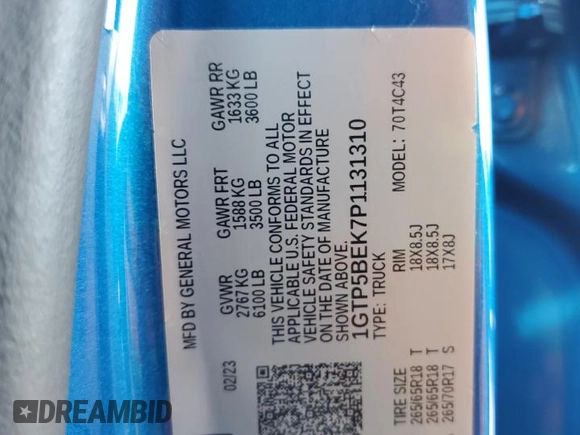 MFD BY GENERAL MOTORS LLC
02/23 GVWR GAWR FRT GAWR RR
2767 KG 1588 KG 1633 KG
6100 LB 3500 LB 3600 LB
THIS VEHICLE CONFORMS TO ALL
APPLICABLE U.S. FEDERAL MOTOR
VEHICLE SAFETY STANDARDS IN EFFECT
ON THE DATE OF MANUFACTURE
SHOWN ABOVE.
1GTP5BEK7P1131310
TYPE: TRUCK MODEL: 70T4C43
TIRE SIZE RIM
265/65R18 T 18X8.5J
265/65R18 T 18X8.5J
265/70R17 S 17X8J
DREAMBID